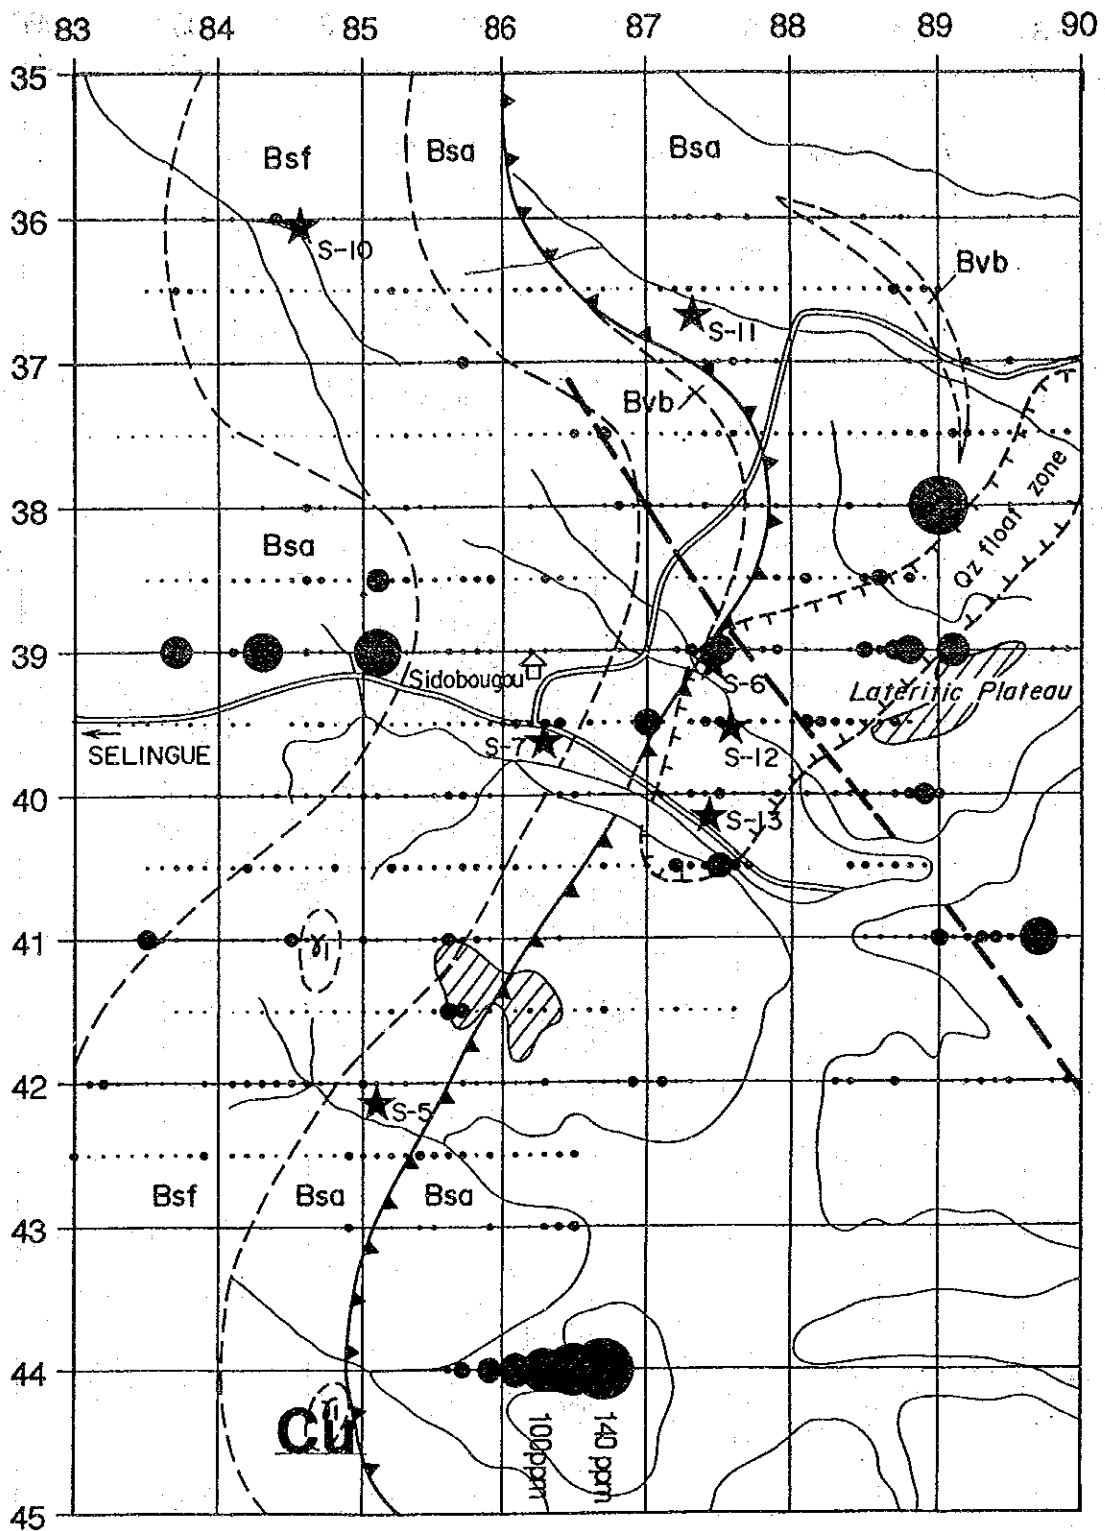 83 84 85 86 87 88 89 90
35
Bsf Bsa Bsa
36
S-10
Bvb
S-11
37
Bvb
38
Qz float zone
Bsa
39
Sidobougou
S-6
Lateritic Plateau
S-7
S-12
SELINGUE
40
S-13
41
γ1
42
S-5
Bsf Bsa Bsa
43
44
Cu
100ppm
140 ppm
45